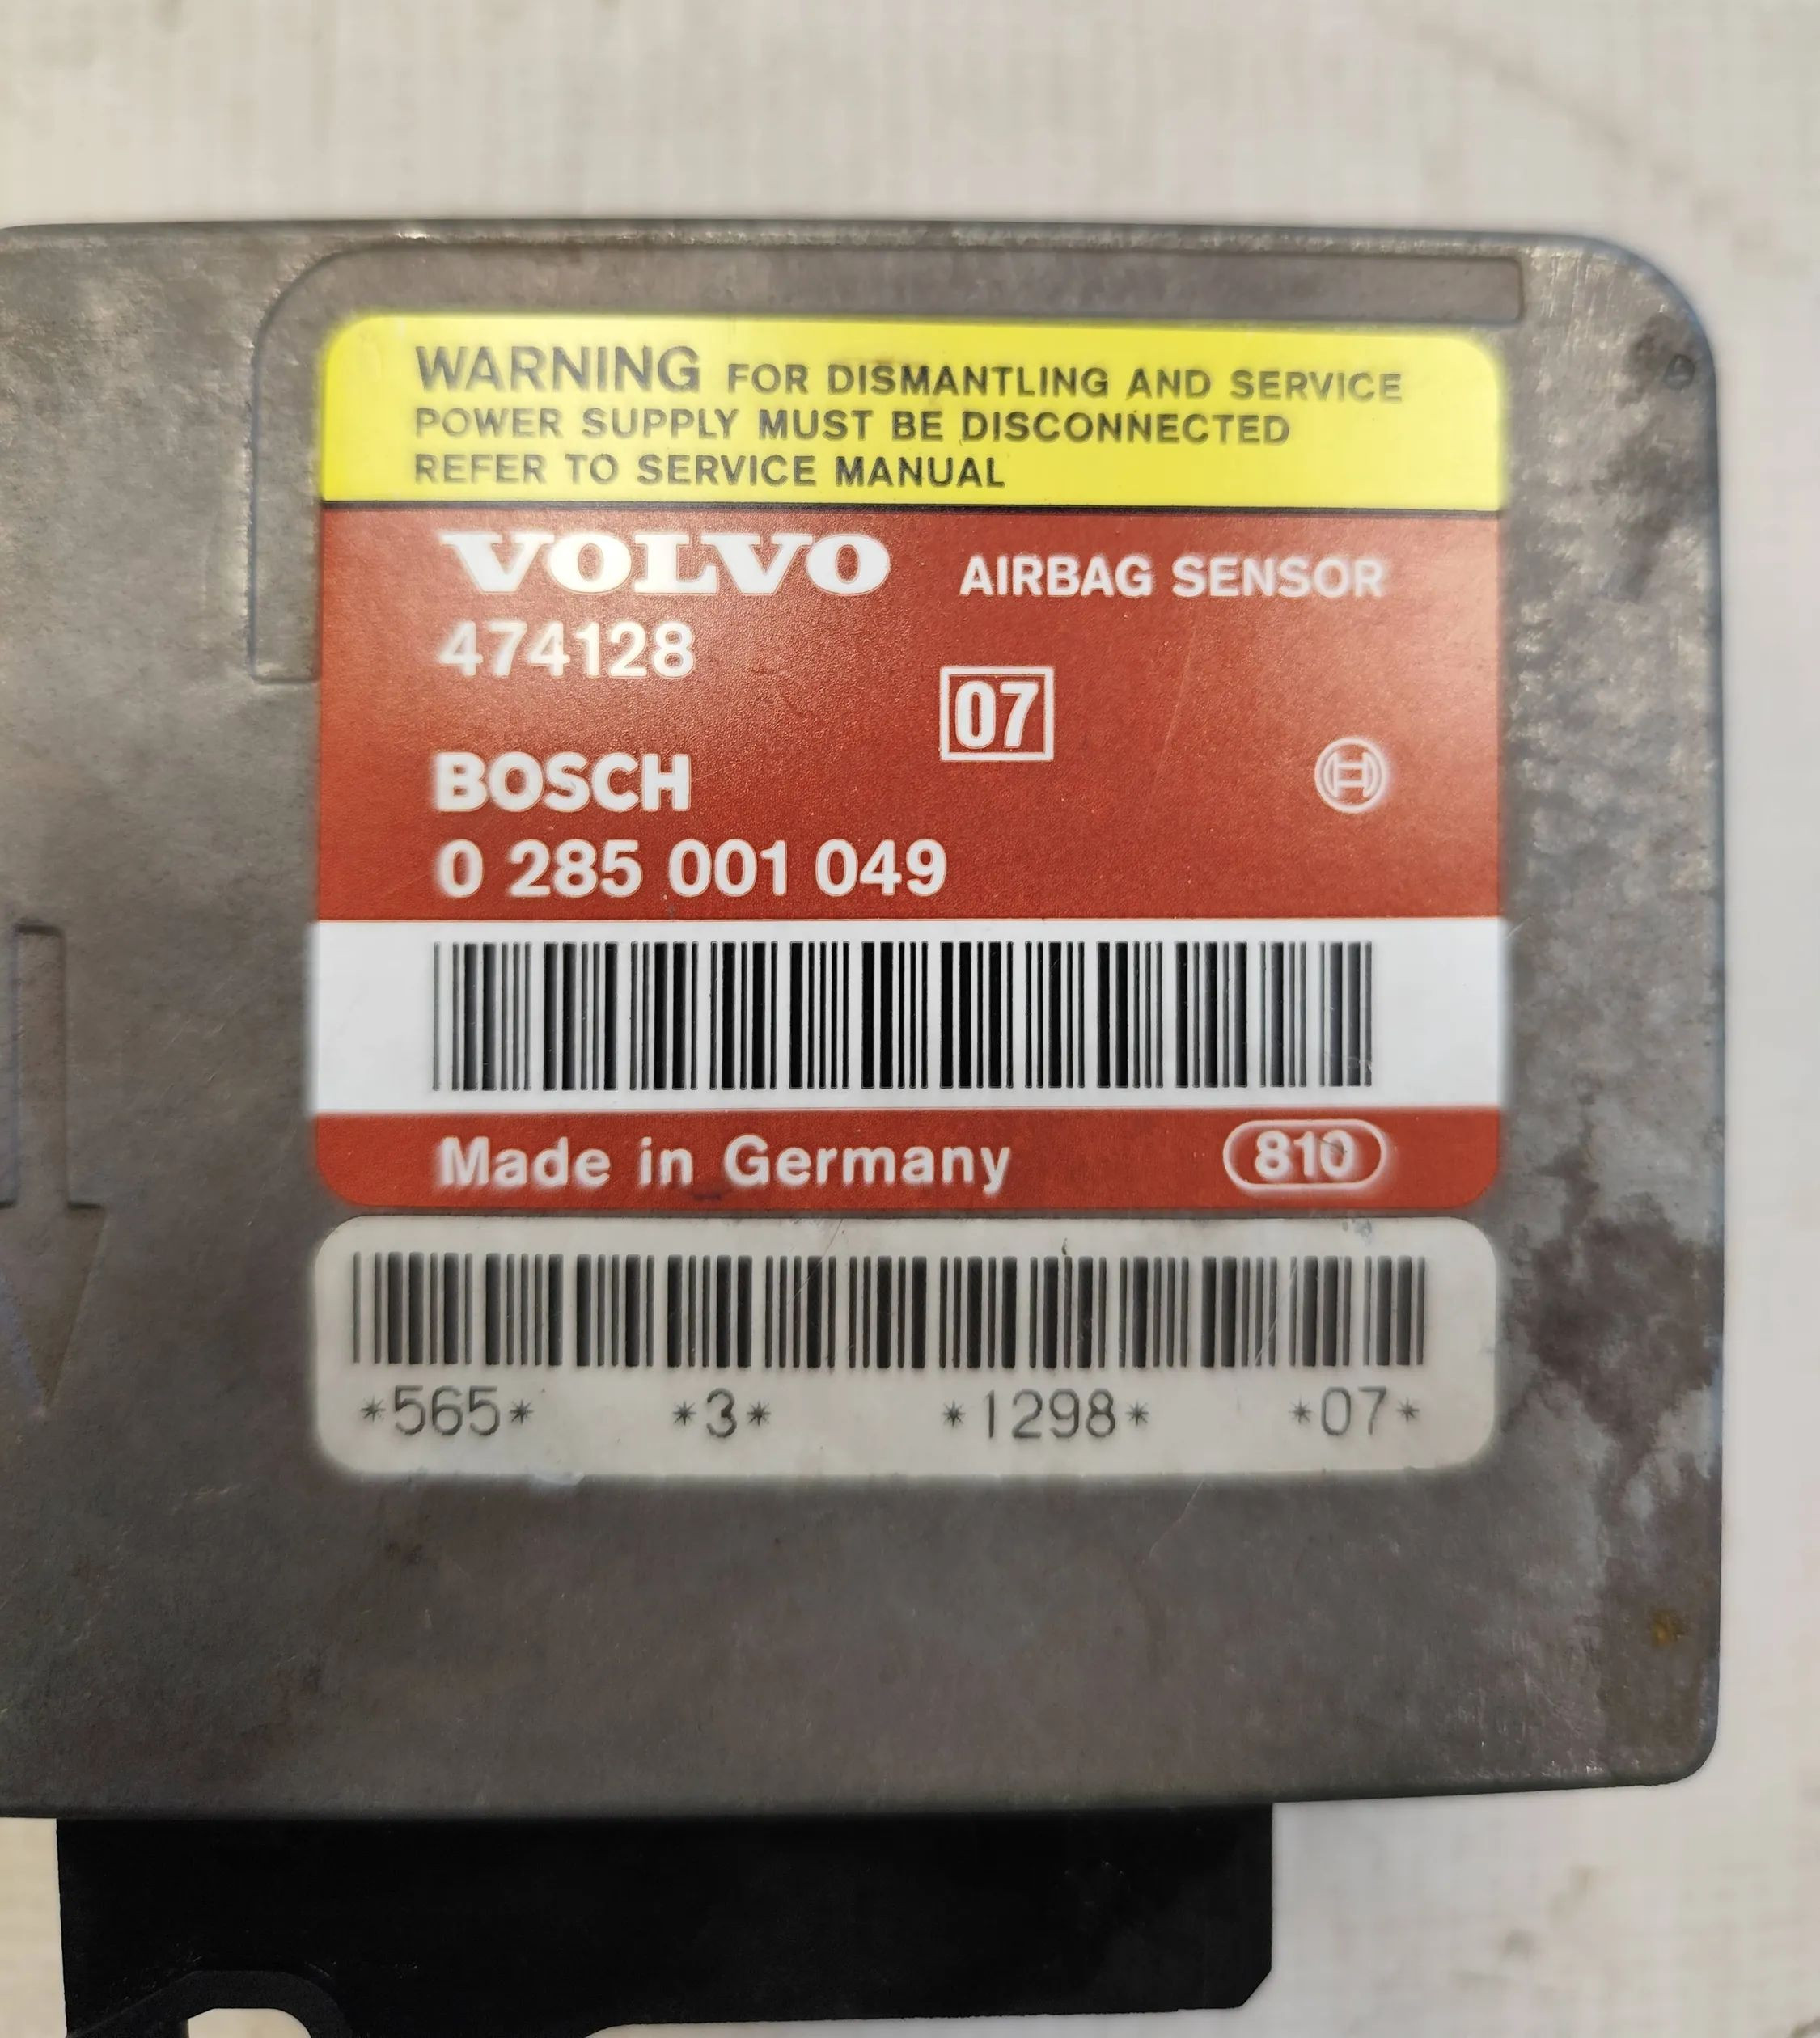 WARNING FOR DISMANTLING AND SERVICE
POWER SUPPLY MUST BE DISCONNECTED
REFER TO SERVICE MANUAL
VOLVO AIRBAG SENSOR
474128
07
BOSCH
0 285 001 049
Made in Germany 810
*565* *3* *1298* *07*